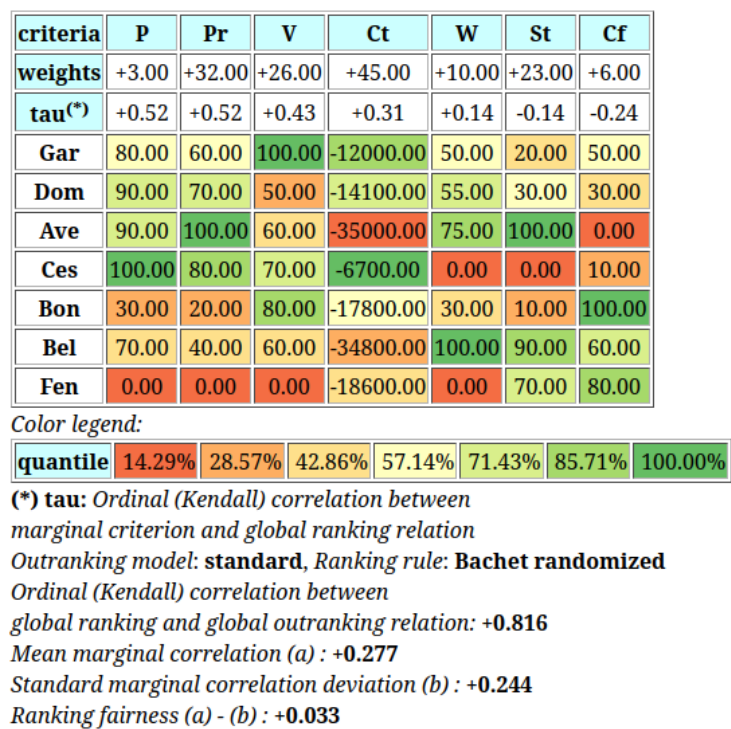 criteria P Pr V Ct W St Cf
weights +3.00 +32.00 +26.00 +45.00 +10.00 +23.00 +6.00
tau(*) +0.52 +0.52 +0.43 +0.31 +0.14 -0.14 -0.24
Gar 80.00 60.00 100.00 -12000.00 50.00 20.00 50.00
Dom 90.00 70.00 50.00 -14100.00 55.00 30.00 30.00
Ave 90.00 100.00 60.00 -35000.00 75.00 100.00 0.00
Ces 100.00 80.00 70.00 -6700.00 0.00 0.00 10.00
Bon 30.00 20.00 80.00 -17800.00 30.00 10.00 100.00
Bel 70.00 40.00 60.00 -34800.00 100.00 90.00 60.00
Fen 0.00 0.00 0.00 -18600.00 0.00 70.00 80.00
Color legend:
quantile 14.29% 28.57% 42.86% 57.14% 71.43% 85.71% 100.00%
(*) tau: Ordinal (Kendall) correlation between
marginal criterion and global ranking relation
Outranking model: standard, Ranking rule: Bachet randomized
Ordinal (Kendall) correlation between
global ranking and global outranking relation: +0.816
Mean marginal correlation (a) : +0.277
Standard marginal correlation deviation (b) : +0.244
Ranking fairness (a) - (b) : +0.033